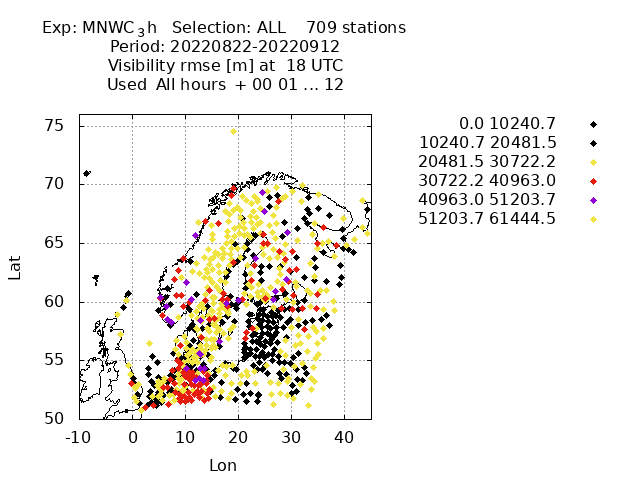 Exp: MNWC_3h   Selection: ALL    709 stations
Period: 20220822-20220912
Visibility rmse [m] at  18 UTC
Used  All hours  + 00 01 ... 12
0.0 10240.7
10240.7 20481.5
20481.5 30722.2
30722.2 40963.0
40963.0 51203.7
51203.7 61444.5
75
70
65
60
55
50
Lat
-10 0 10 20 30 40
Lon